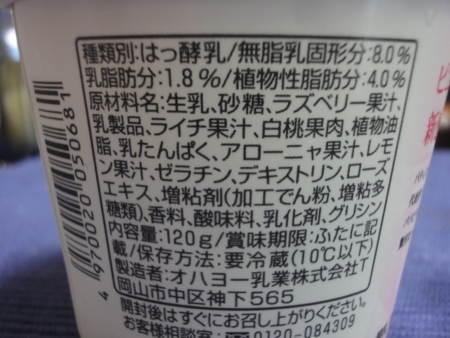 種類別:はっ酵乳/無脂乳固形分:8.0%
乳脂肪分:1.8%/植物性脂肪分:4.0%
原材料名:生乳、砂糖、ラズベリー果汁、
乳製品、ライチ果汁、白桃果肉、植物油
脂、乳たんぱく、アローニャ果汁、レモ
ン果汁、ゼラチン、デキストリン、ローズ
エキス、増粘剤(加工でん粉、増粘多
糖類)、香料、酸味料、乳化剤、グリシン
内容量:120g/賞味期限:ふたに記
載/保存方法:要冷蔵(10℃以下)
製造者:オハヨー乳業株式会社T
岡山市中区神下565
開封後はすぐにお召し上がりください。
お客様相談室 0120-084309
4 970020 050681